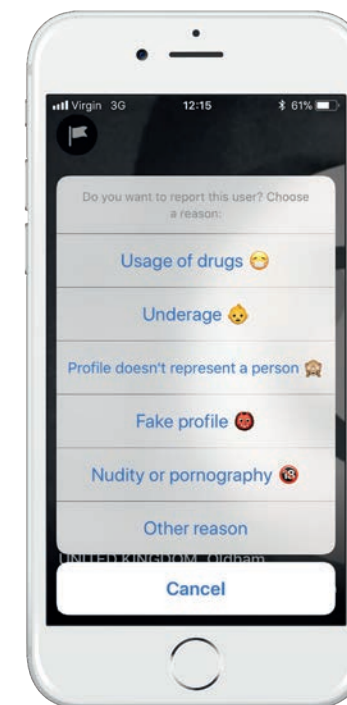 Virgin 3G 12:15 61%
Do you want to report this user? Choose
a reason:
Usage of drugs 😷
Underage 👶
Profile doesn't represent a person 🙈
Fake profile 👹
Nudity or pornography 🔞
Other reason
UNITED KINGDOM, Oldham
Cancel